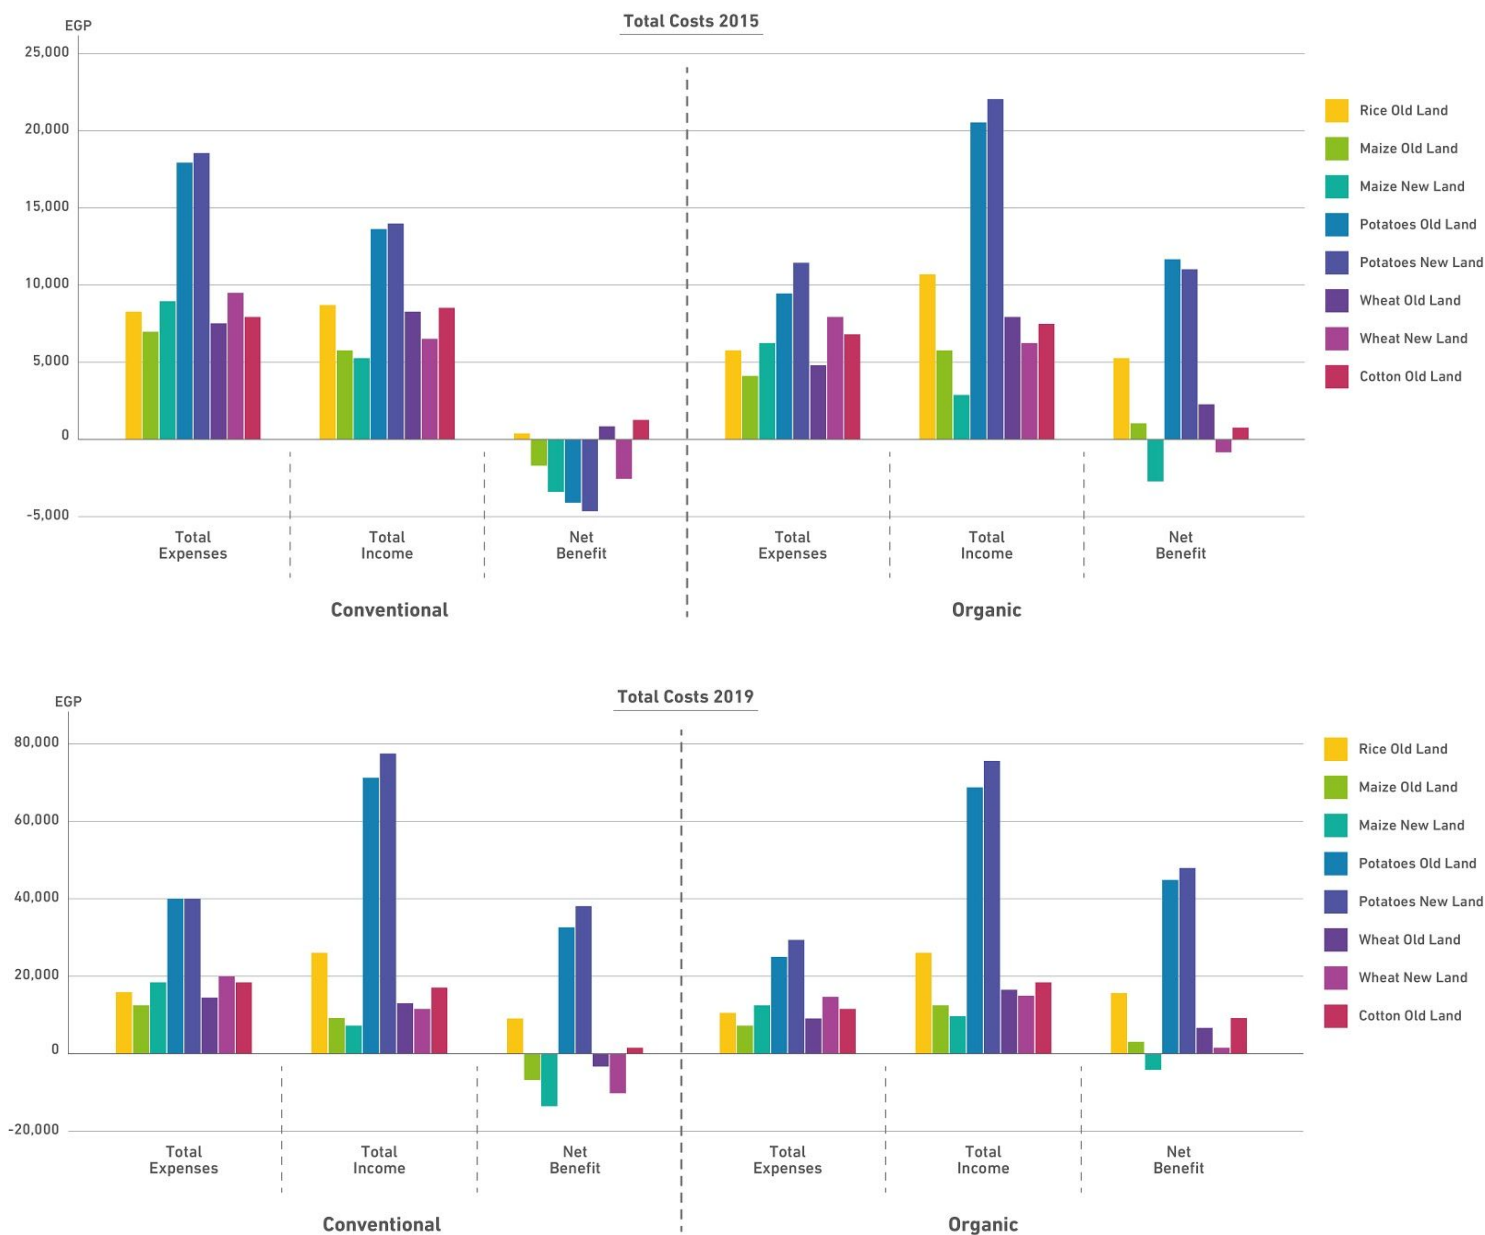 Total Costs 2015
EGP
25,000
20,000
15,000
10,000
5,000
0
-5,000
Total
Expenses
Total
Income
Net
Benefit
Total
Expenses
Total
Income
Net
Benefit
Conventional
Organic
Rice Old Land
Maize Old Land
Maize New Land
Potatoes Old Land
Potatoes New Land
Wheat Old Land
Wheat New Land
Cotton Old Land
Total Costs 2019
EGP
80,000
60,000
40,000
20,000
0
-20,000
Total
Expenses
Total
Income
Net
Benefit
Total
Expenses
Total
Income
Net
Benefit
Conventional
Organic
Rice Old Land
Maize Old Land
Maize New Land
Potatoes Old Land
Potatoes New Land
Wheat Old Land
Wheat New Land
Cotton Old Land